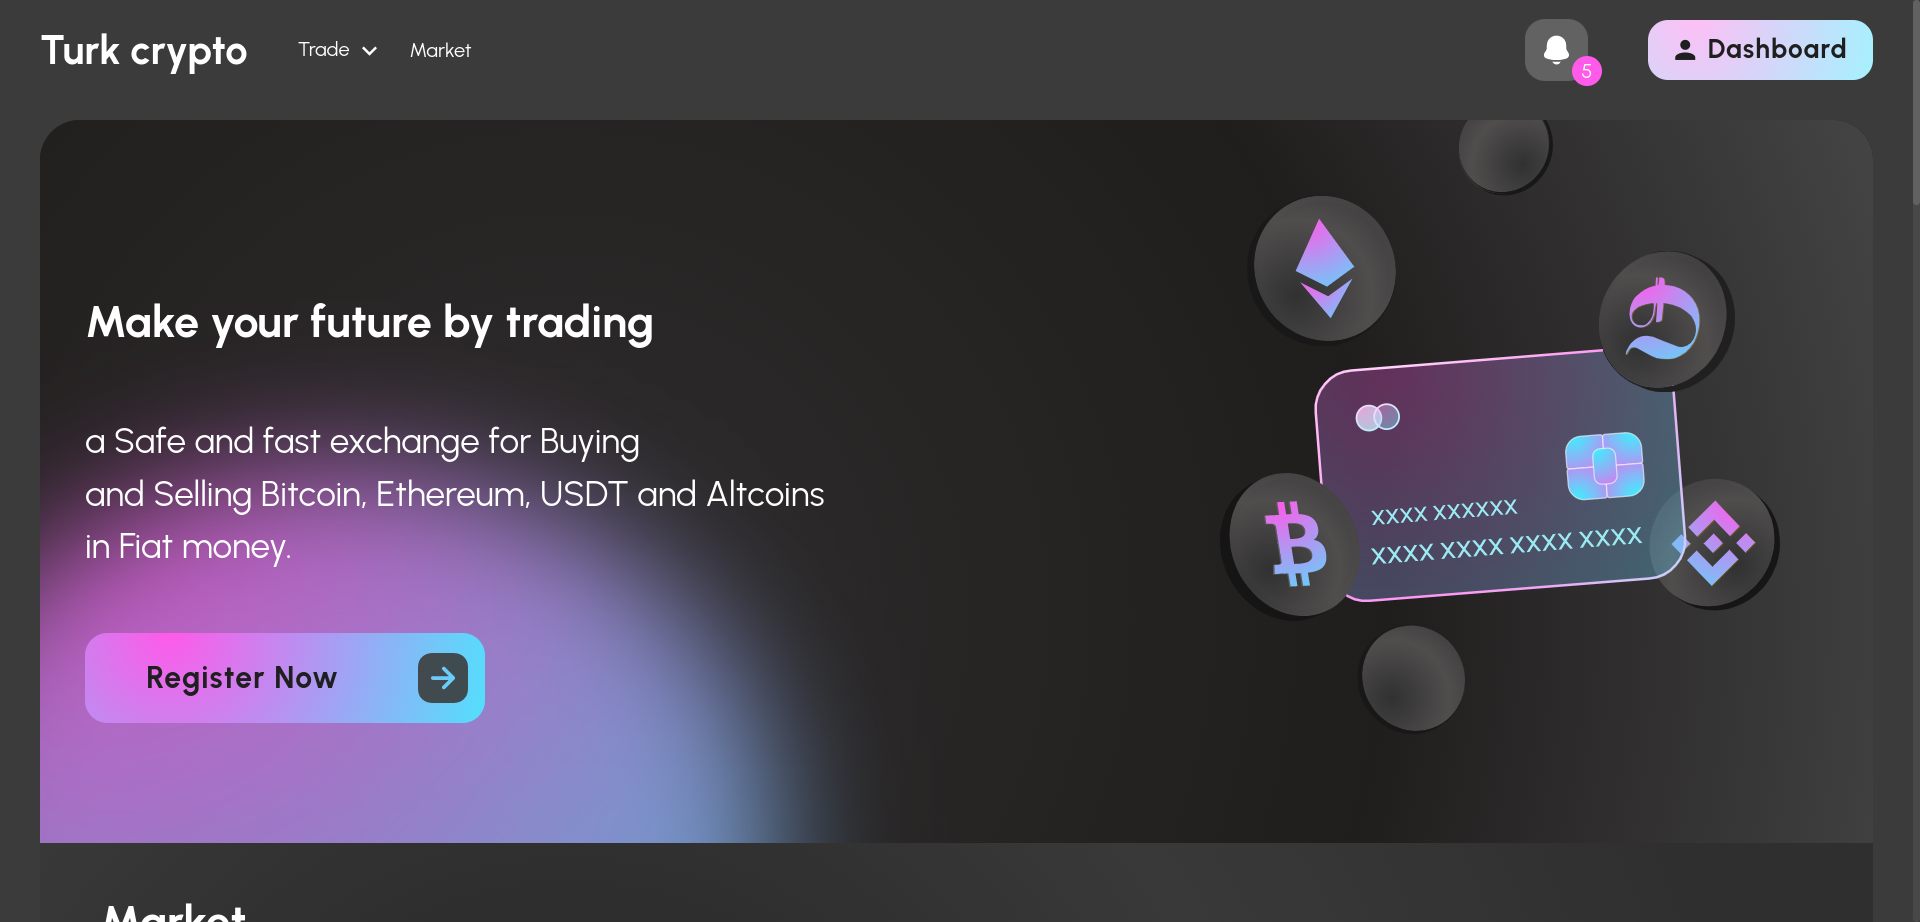 Turk crypto
Trade
Market
5
Dashboard
Make your future by trading
a Safe and fast exchange for Buying
and Selling Bitcoin, Ethereum, USDT and Altcoins
in Fiat money.
Register Now
XXXX XXXXXX
XXXX XXXX XXXX XXXX
Market